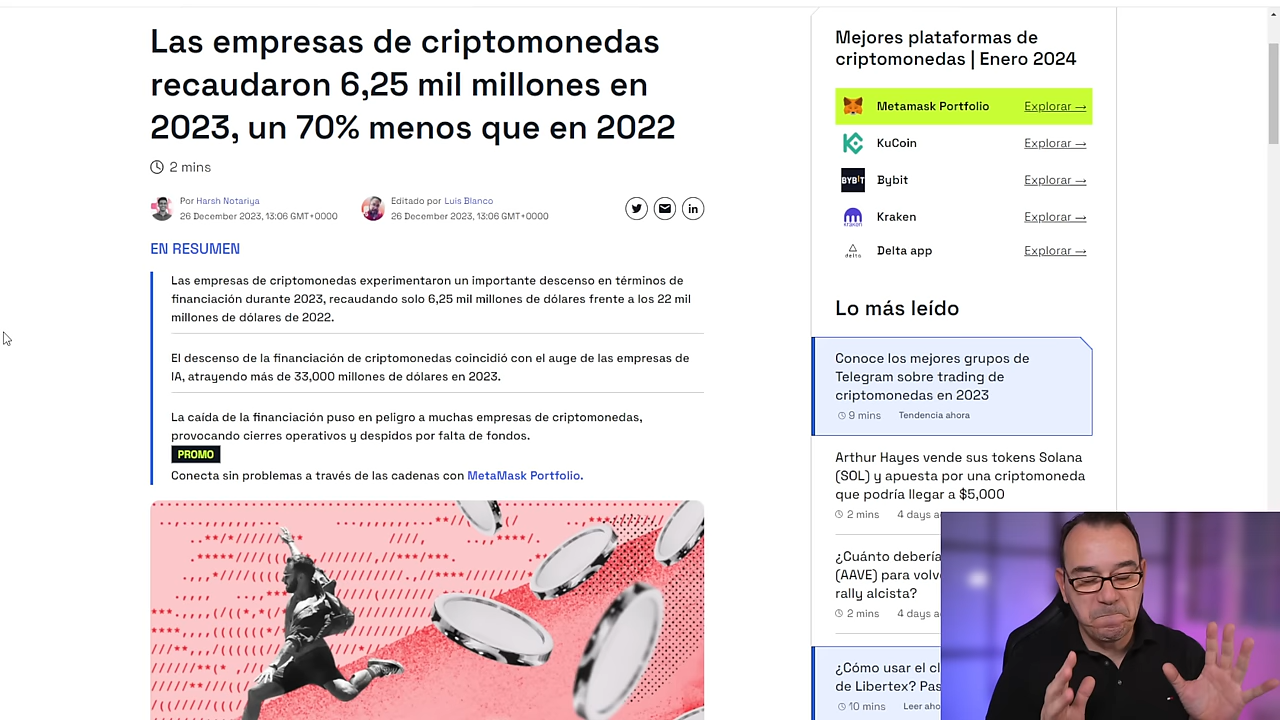 Las empresas de criptomonedas
recaudaron 6,25 mil millones en
2023, un 70% menos que en 2022
2 mins
Por Harsh Notariya
26 December 2023, 13:06 GMT+0000
Editado por Luis Blanco
26 December 2023, 13:06 GMT+0000
EN RESUMEN
Las empresas de criptomonedas experimentaron un importante descenso en términos de
financiación durante 2023, recaudando solo 6,25 mil millones de dólares frente a los 22 mil
millones de dólares de 2022.
El descenso de la financiación de criptomonedas coincidió con el auge de las empresas de
IA, atrayendo más de 33,000 millones de dólares en 2023.
La caída de la financiación puso en peligro a muchas empresas de criptomonedas,
provocando cierres operativos y despidos por falta de fondos.
PROMO
Conecta sin problemas a través de las cadenas con MetaMask Portfolio.
Mejores plataformas de
criptomonedas | Enero 2024
Metamask Portfolio Explorar →
KuCoin Explorar →
BYBIT Bybit Explorar →
kraken Kraken Explorar →
delta Delta app Explorar →
Lo más leído
Conoce los mejores grupos de
Telegram sobre trading de
criptomonedas en 2023
9 mins Tendencia ahora
Arthur Hayes vende sus tokens Solana
(SOL) y apuesta por una criptomoneda
que podría llegar a $5,000
2 mins 4 days
¿Cuánto debería
(AAVE) para
rally alcista?
2 mins 4 days
¿Cómo usar el
de Libertex?
10 mins Leer